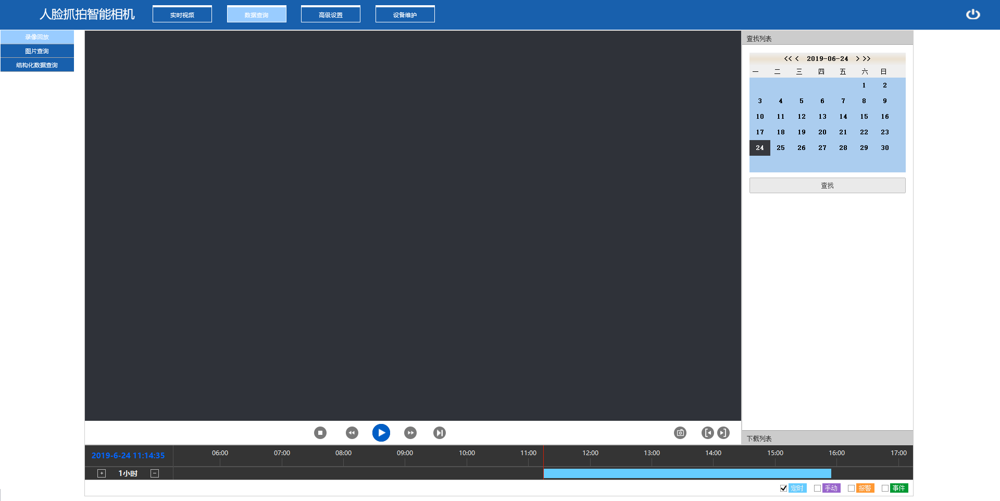 人脸抓拍智能相机 实时视频 数据查询 高级设置 设备维护
录像回放
图片查询
结构化数据查询
查找列表
<< < 2019-06-24 > >>
一 二 三 四 五 六 日
1 2
3 4 5 6 7 8 9
10 11 12 13 14 15 16
17 18 19 20 21 22 23
24 25 26 27 28 29 30
查找
下载列表
2019-6-24 11:14:35 06:00 07:00 08:00 09:00 10:00 11:00 12:00 13:00 14:00 15:00 16:00 17:00
+ 1小时 −
定时 手动 报警 事件